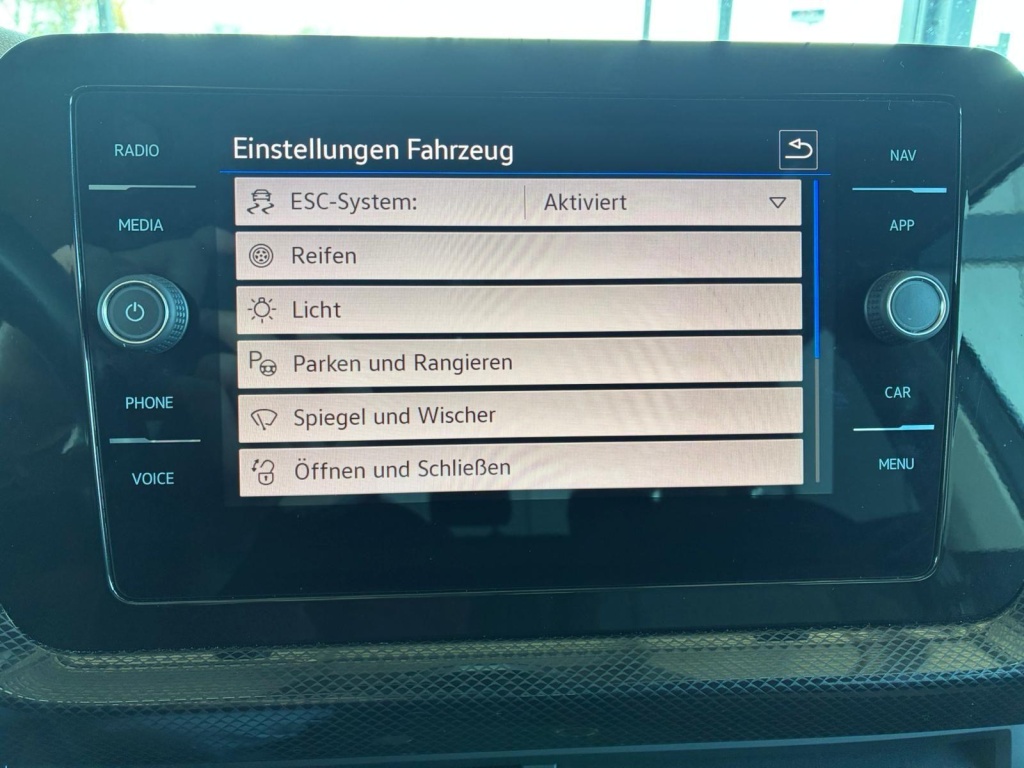 RADIO
MEDIA
PHONE
VOICE
Einstellungen Fahrzeug
ESC-System: Aktiviert
Reifen
Licht
Parken und Rangieren
Spiegel und Wischer
Öffnen und Schließen
NAV
APP
CAR
MENU